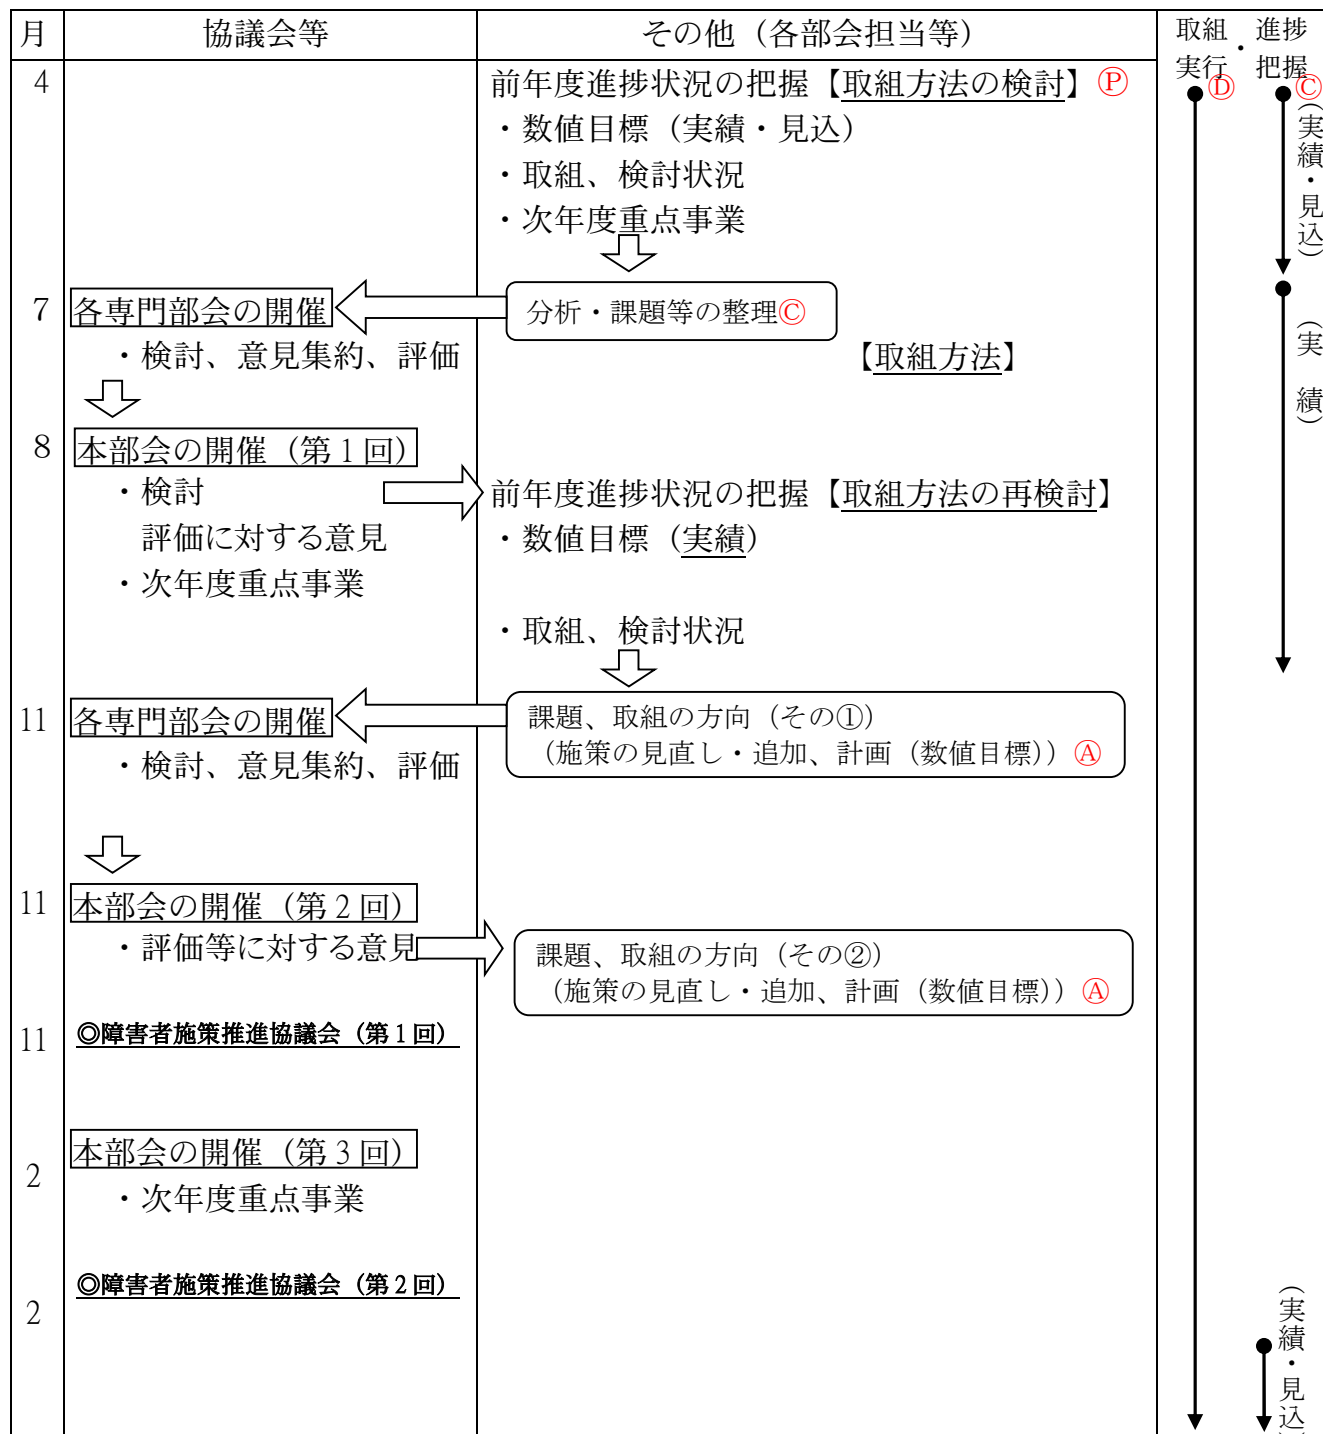 月
協議会等
その他（各部会担当等）
取組 ・ 進捗
実行Ⓓ 把握Ⓒ
4
前年度進捗状況の把握【取組方法の検討】Ⓟ
・数値目標（実績・見込）
・取組、検討状況
・次年度重点事業
（実績・見込）
7
各専門部会の開催
分析・課題等の整理Ⓒ
・検討、意見集約、評価
【取組方法】
（実 績）
8
本部会の開催（第1回）
・検討
評価に対する意見
・次年度重点事業
前年度進捗状況の把握【取組方法の再検討】
・数値目標（実績）
・取組、検討状況
11
各専門部会の開催
・検討、意見集約、評価
課題、取組の方向（その①）
（施策の見直し・追加、計画（数値目標））Ⓐ
11
本部会の開催（第2回）
・評価等に対する意見
課題、取組の方向（その②）
（施策の見直し・追加、計画（数値目標））Ⓐ
11
◎障害者施策推進協議会（第1回）
2
本部会の開催（第3回）
・次年度重点事業
2
◎障害者施策推進協議会（第2回）
（実績・見込）